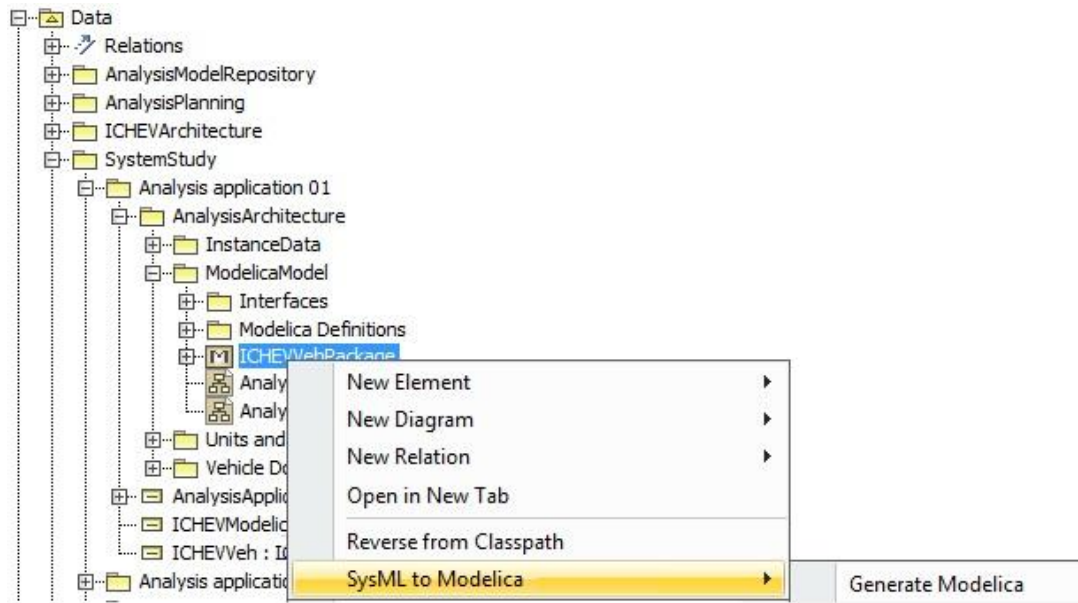 Data
Relations
AnalysisModelRepository
AnalysisPlanning
ICHEVArchitecture
SystemStudy
Analysis application 01
AnalysisArchitecture
InstanceData
ModelicaModel
Interfaces
Modelica Definitions
ICHEVVehPackage
Analy
Analy
Units and
Vehicle Do
AnalysisApplic
ICHEVModelic
ICHEVVeh :
Analysis applicatio
New Element
New Diagram
New Relation
Open in New Tab
Reverse from Classpath
SysML to Modelica
Generate Modelica